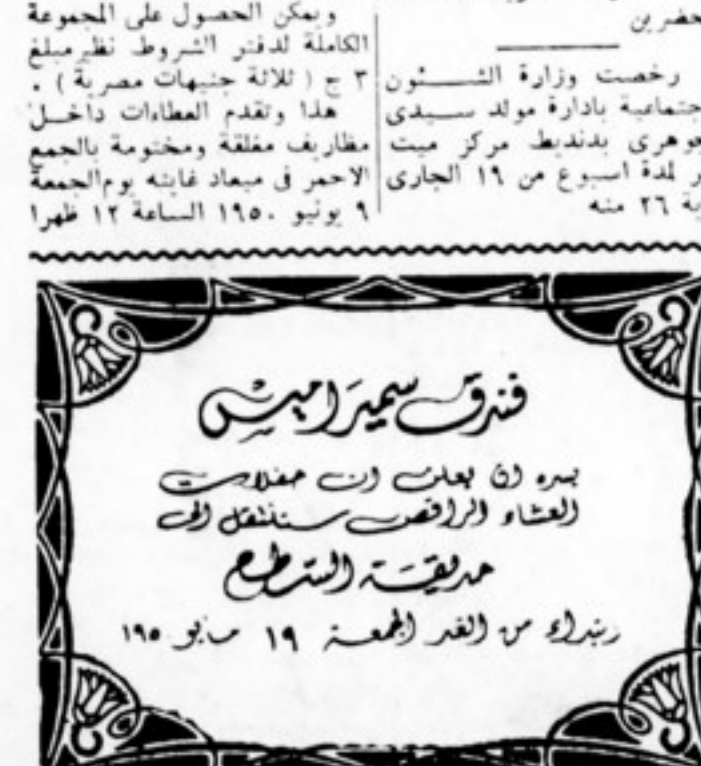 حضرين
رخصت وزارة الشئون
جتماعية بادارة مولد سيدى
جوهرى بدنديط مركز ميت
ر لمدة اسبوع من ١٩ الجارى
ية ٢٦ منه
ويمكن الحصول على المجموعة
الكاملة لدفتر الشروط نظير مبلغ
٣ ج ( ثلاثة جنيهات مصرية ) .
هذا وتقدم العطاءات داخل
مظاريف مغلقة ومختومة بالجمع
الاحمر فى ميعاد غايته يوم الجمعة
٩ يونيو ١٩٥٠ الساعة ١٢ ظهرا
فندق سميراميس
يسره ان يعلن ان حفلات
العشاء الراقص ستنتقل الى
حديقة السطح
ابتداء من الغد الجمعة ١٩ مايو ١٩٥